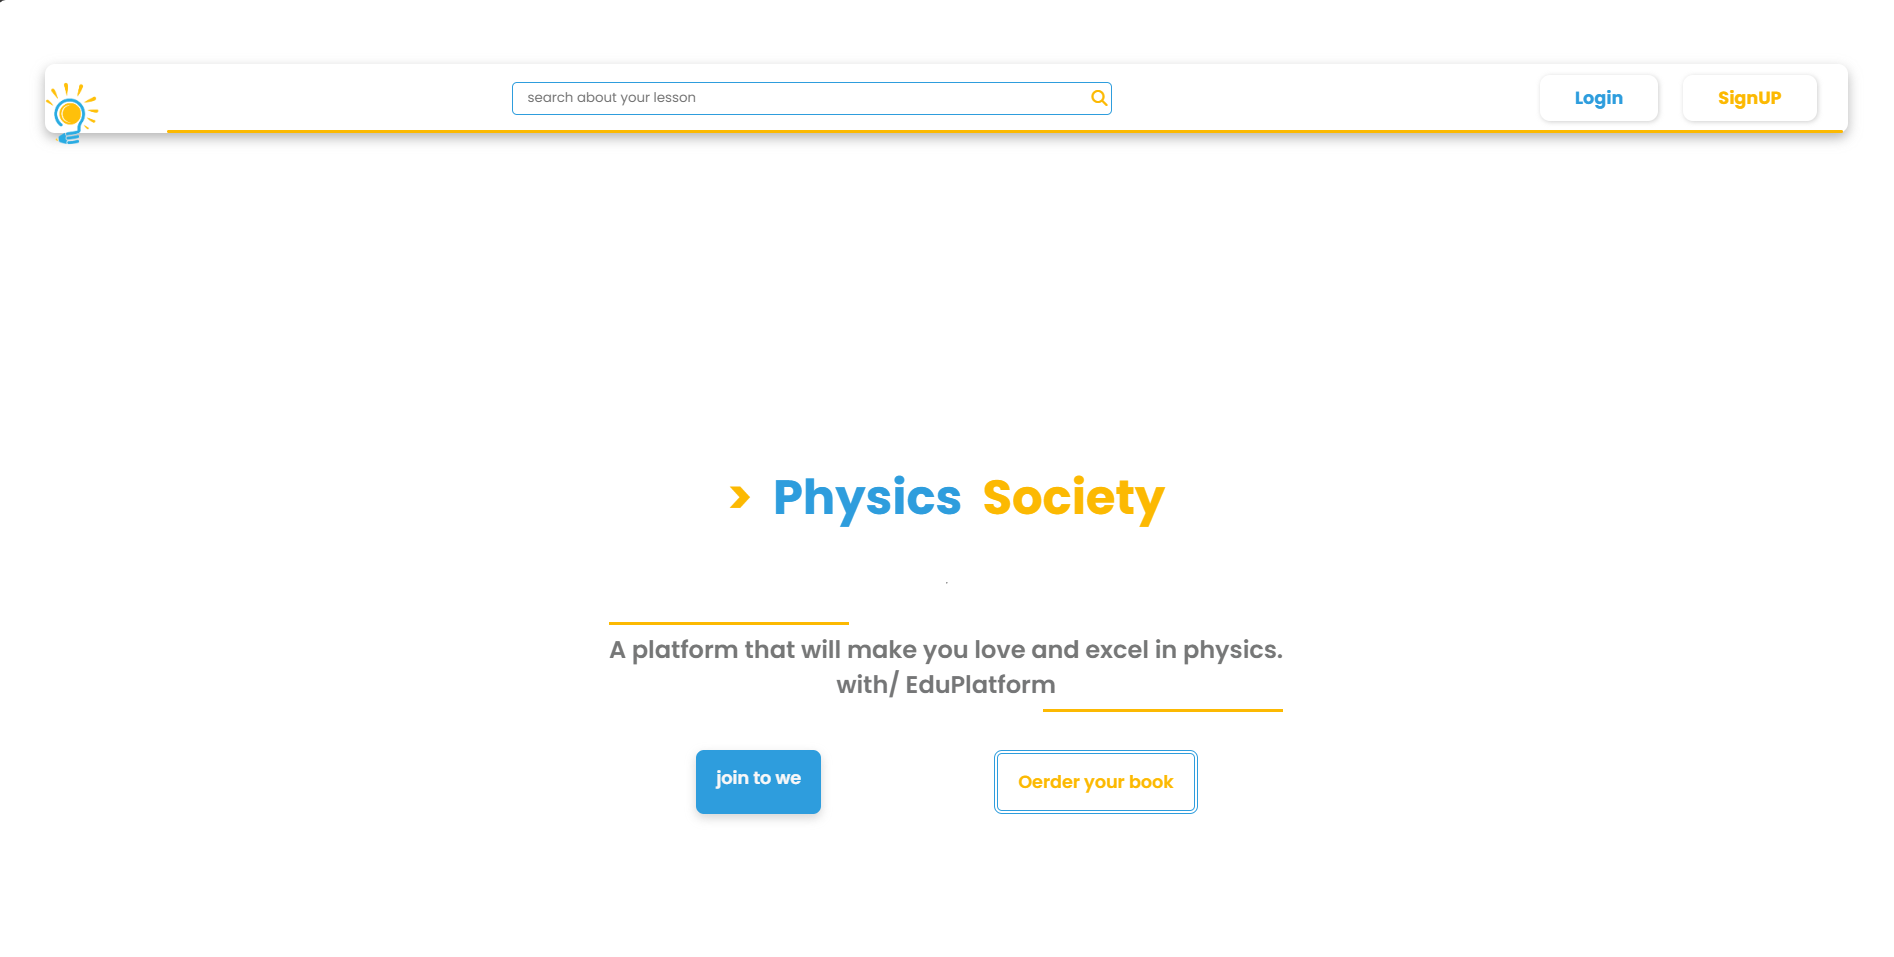 search about your lesson
Login
SignUP
> Physics Society
.
A platform that will make you love and excel in physics.
with/ EduPlatform
join to we
Oerder your book